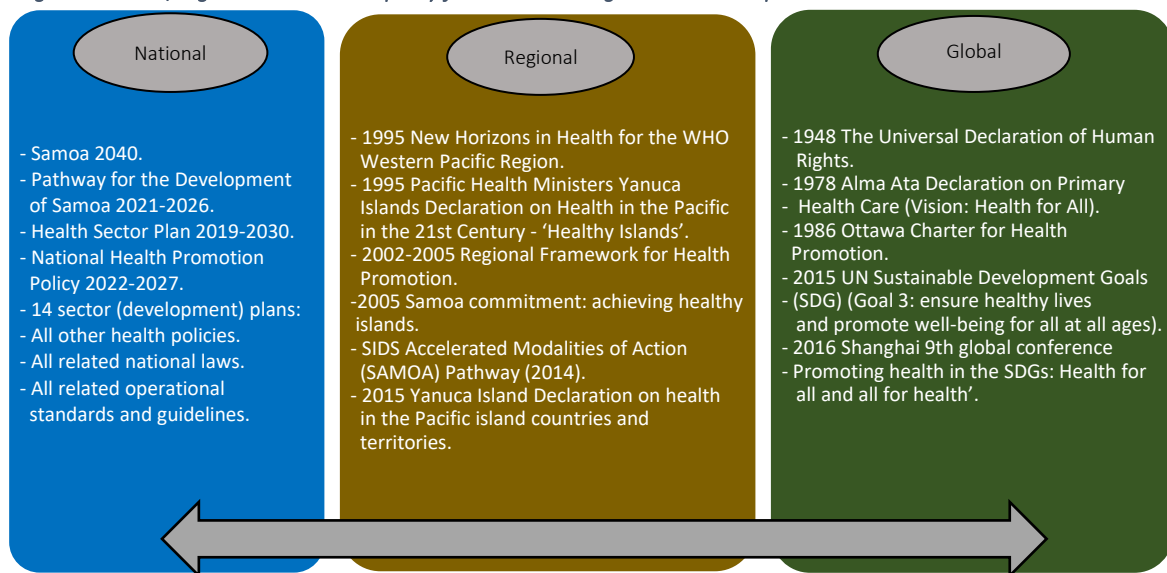 National
- Samoa 2040.
- Pathway for the Development
of Samoa 2021-2026.
- Health Sector Plan 2019-2030.
- National Health Promotion
Policy 2022-2027.
- 14 sector (development) plans:
- All other health policies.
- All related national laws.
- All related operational
standards and guidelines.
Regional
- 1995 New Horizons in Health for the WHO
Western Pacific Region.
- 1995 Pacific Health Ministers Yanuca
Islands Declaration on Health in the Pacific
in the 21st Century - ‘Healthy Islands’.
- 2002-2005 Regional Framework for Health
Promotion.
-2005 Samoa commitment: achieving healthy
islands.
- SIDS Accelerated Modalities of Action
(SAMOA) Pathway (2014).
- 2015 Yanuca Island Declaration on health
in the Pacific island countries and
territories.
Global
- 1948 The Universal Declaration of Human
Rights.
- 1978 Alma Ata Declaration on Primary
- Health Care (Vision: Health for All).
- 1986 Ottawa Charter for Health
Promotion.
- 2015 UN Sustainable Development Goals
- (SDG) (Goal 3: ensure healthy lives
and promote well-being for all at all ages).
- 2016 Shanghai 9th global conference
- Promoting health in the SDGs: Health for
all and all for health’.